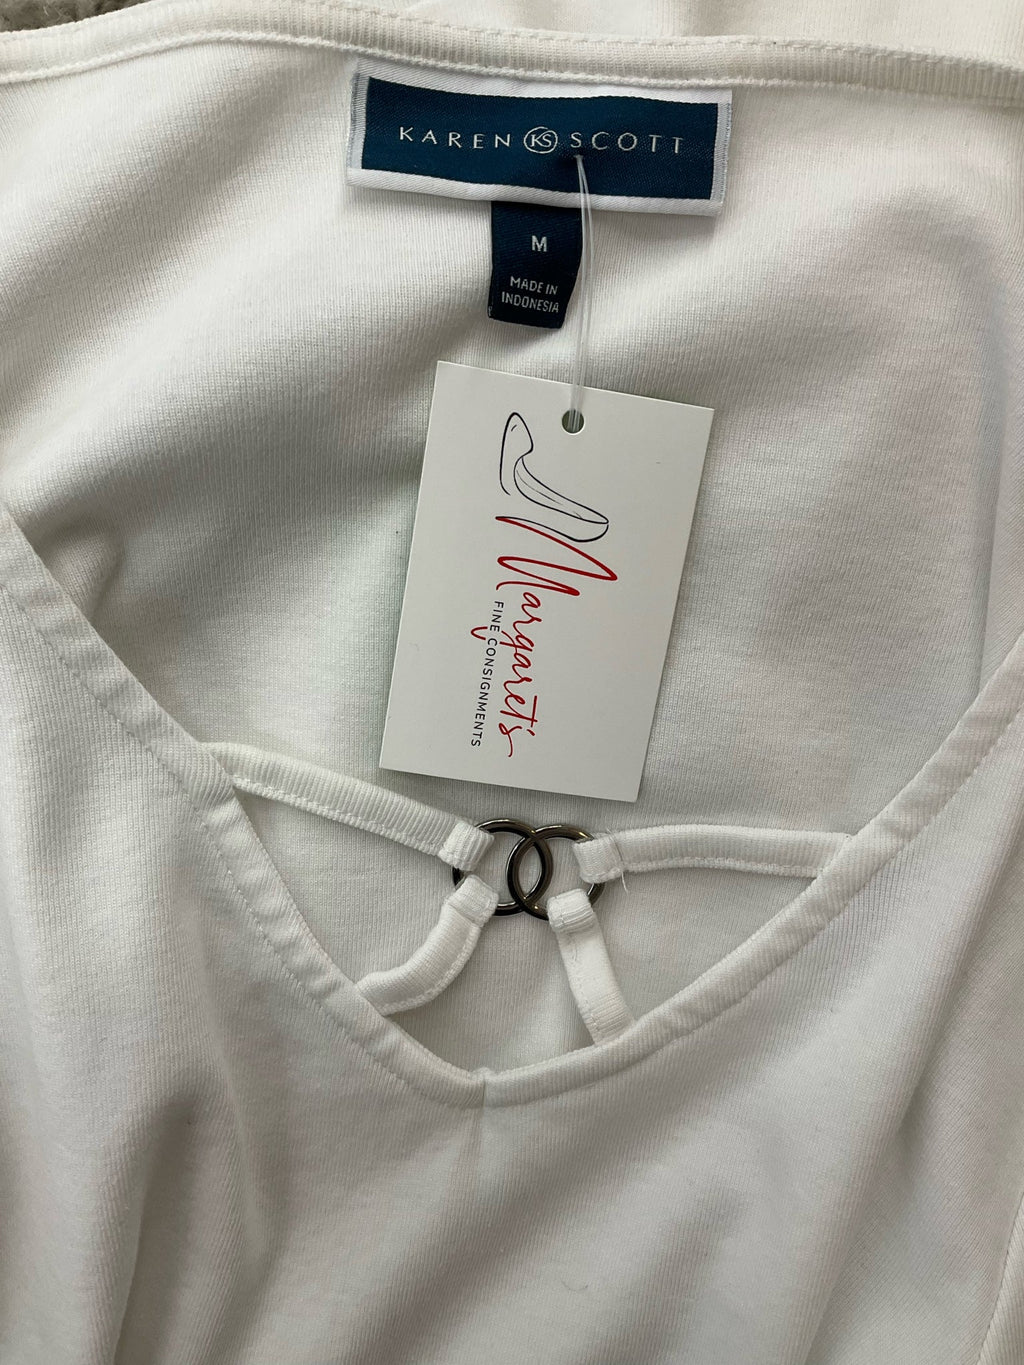 KAREN KS SCOTT
M
MADE IN
INDONESIA
Margaret's
FINE CONSIGNMENTS